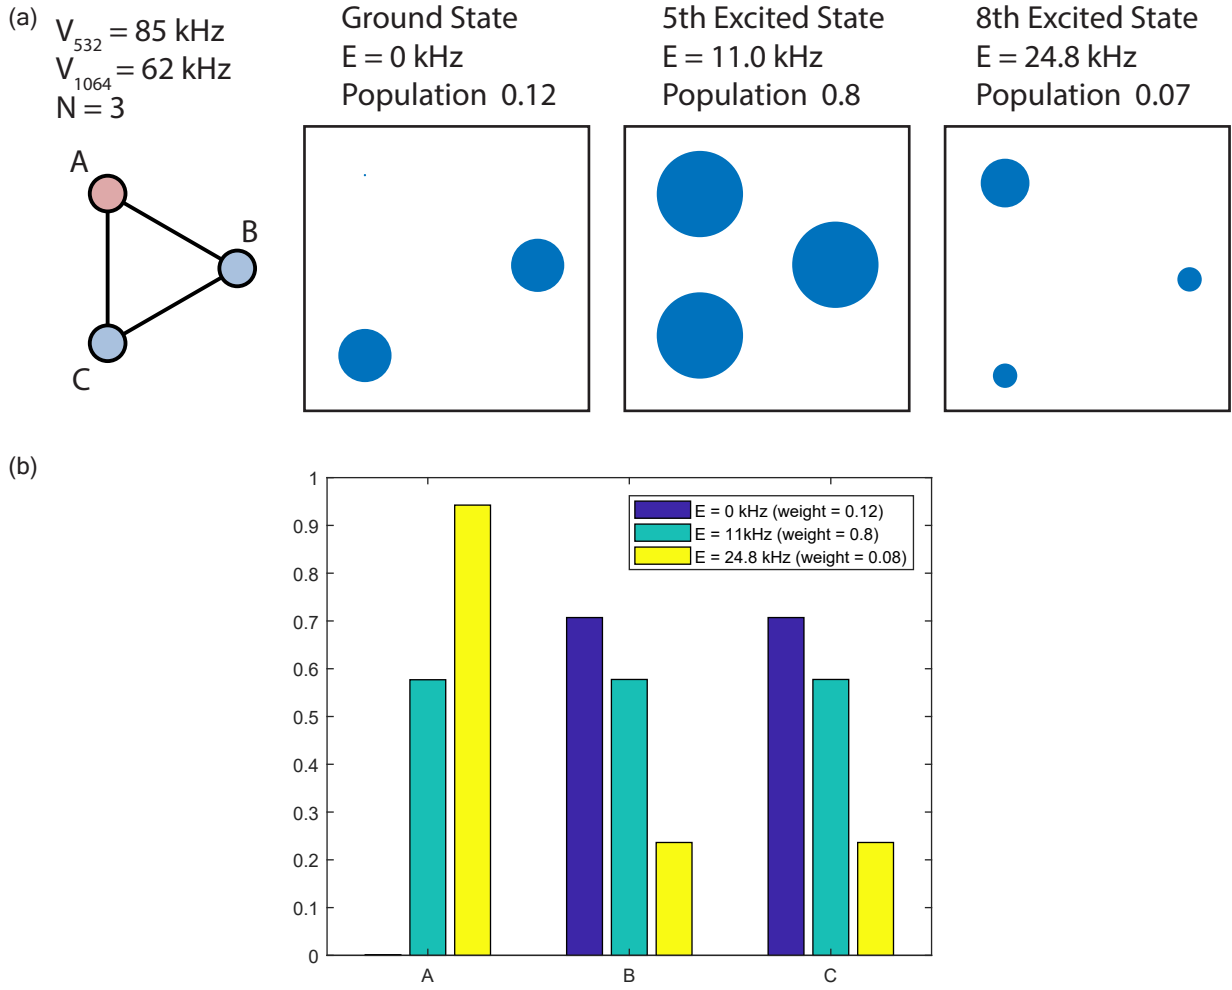 (a)
V532 = 85 kHz
V1064 = 62 kHz
N = 3
A
B
C
Ground State
E = 0 kHz
Population 0.12
5th Excited State
E = 11.0 kHz
Population 0.8
8th Excited State
E = 24.8 kHz
Population 0.07
(b)
1
0.9
0.8
0.7
0.6
0.5
0.4
0.3
0.2
0.1
0
E = 0 kHz (weight = 0.12)
E = 11kHz (weight = 0.8)
E = 24.8 kHz (weight = 0.08)
A
B
C